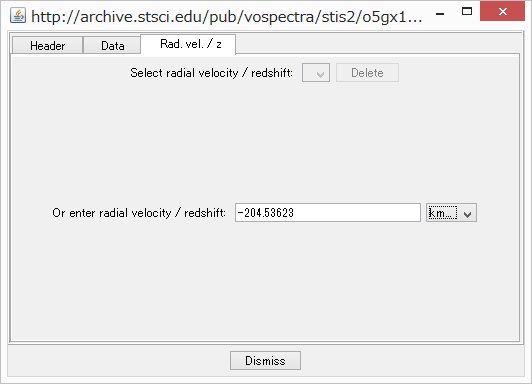 http://archive.stsci.edu/pub/vospectra/stis2/o5gx1...
Header Data Rad. vel. / z
Select radial velocity / redshift: Delete
Or enter radial velocity / redshift: -204.53623 km...
Dismiss